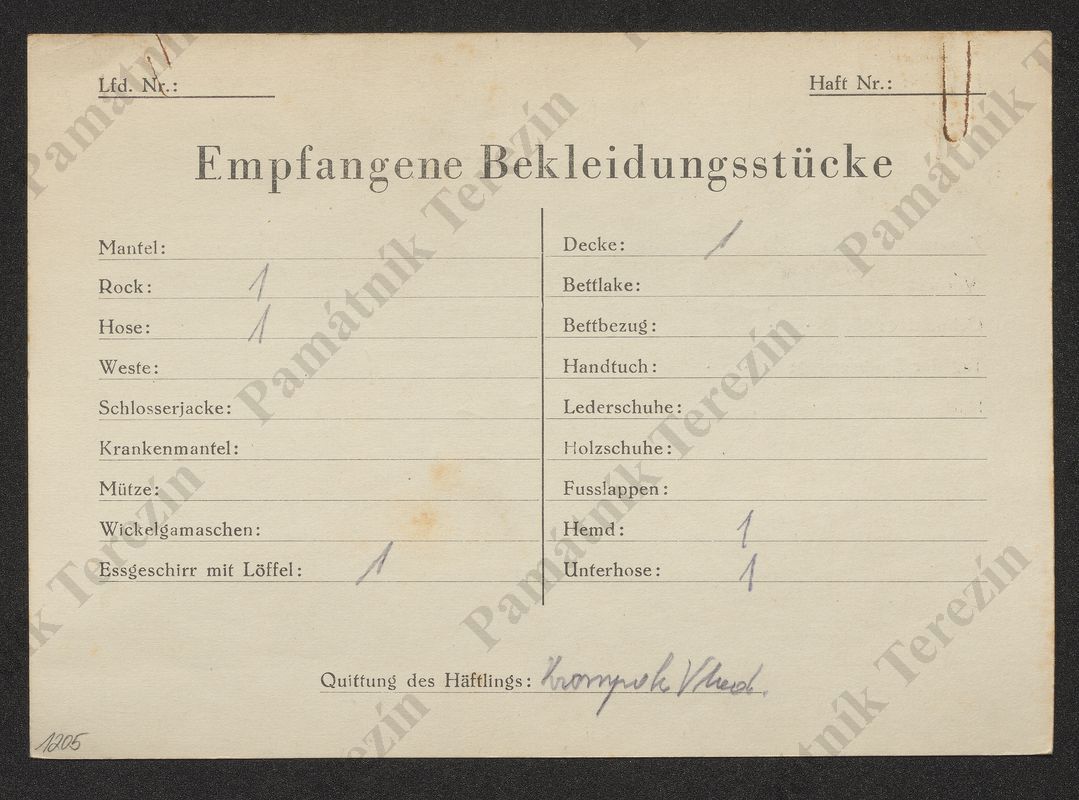 Lfd. Nr.:
Haft Nr.:
Empfangene Bekleidungsstücke
Mantel:
Rock: 1
Hose: 1
Weste:
Schlosserjacke:
Krankenmantel:
Mütze:
Wickelgamaschen:
Essgeschirr mit Löffel: 1
Decke: 1
Bettlake:
Bettbezug:
Handtuch:
Lederschuhe:
Holzschuhe:
Fusslappen:
Hemd: 1
Unterhose: 1
Quittung des Häftlings:
1205
Památník Terezín